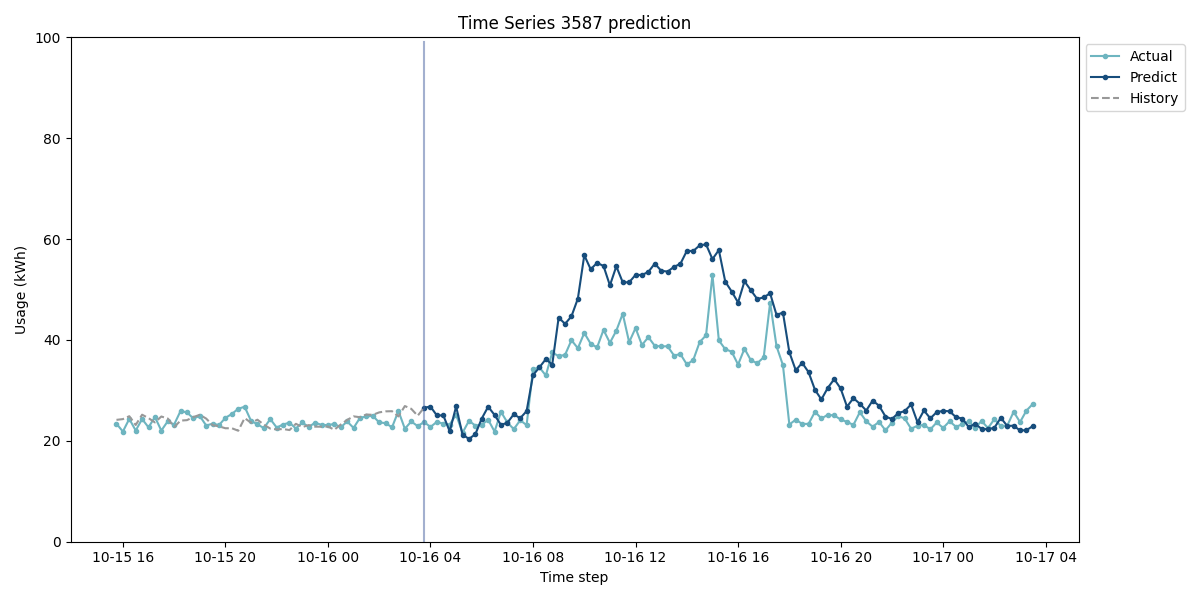 Time Series 3587 prediction
100
80
60
40
20
0
Usage (kWh)
10-15 16
10-15 20
10-16 00
10-16 04
10-16 08
10-16 12
10-16 16
10-16 20
10-17 00
10-17 04
Time step
Actual
Predict
History